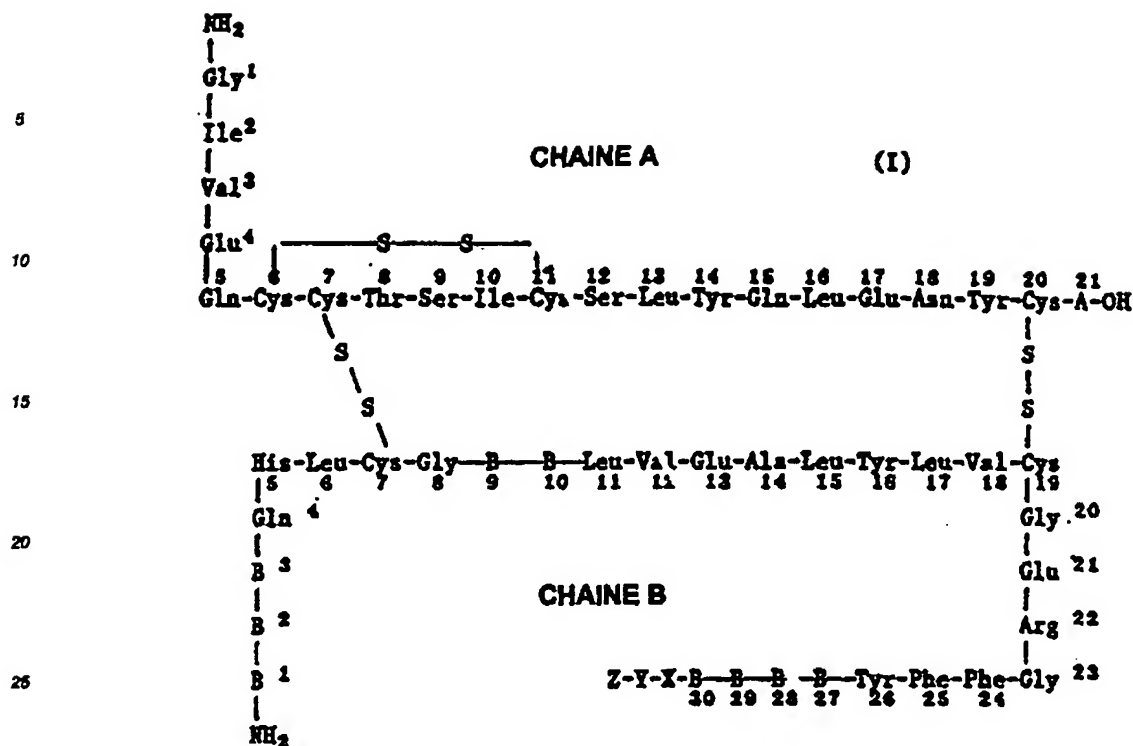 NH2
Gly1
5
Ile2
CHAINE A
(I)
Val3
Glu4
S S
10
5 6 7 8 9 10 11 12 13 14 15 16 17 18 19 20 21
Gln-Cys-Cys-Thr-Ser-Ile-Cys-Ser-Leu-Tyr-Gln-Leu-Glu-Asn-Tyr-Cys-A-OH
S S
15
S S
His-Leu-Cys-Gly-B-B-Leu-Val-Glu-Ala-Leu-Tyr-Leu-Val-Cys
5 6 7 8 9 10 11 11 13 14 15 16 17 18 19
Gln 4
Gly 20
20
B 3
CHAINE B
Glu 21
B 2
Arg 22
25
B 1
Z-Y-X-B-B-B-B-Tyr-Phe-Phe-Gly 23
30 29 28 27 26 25 24
NH2